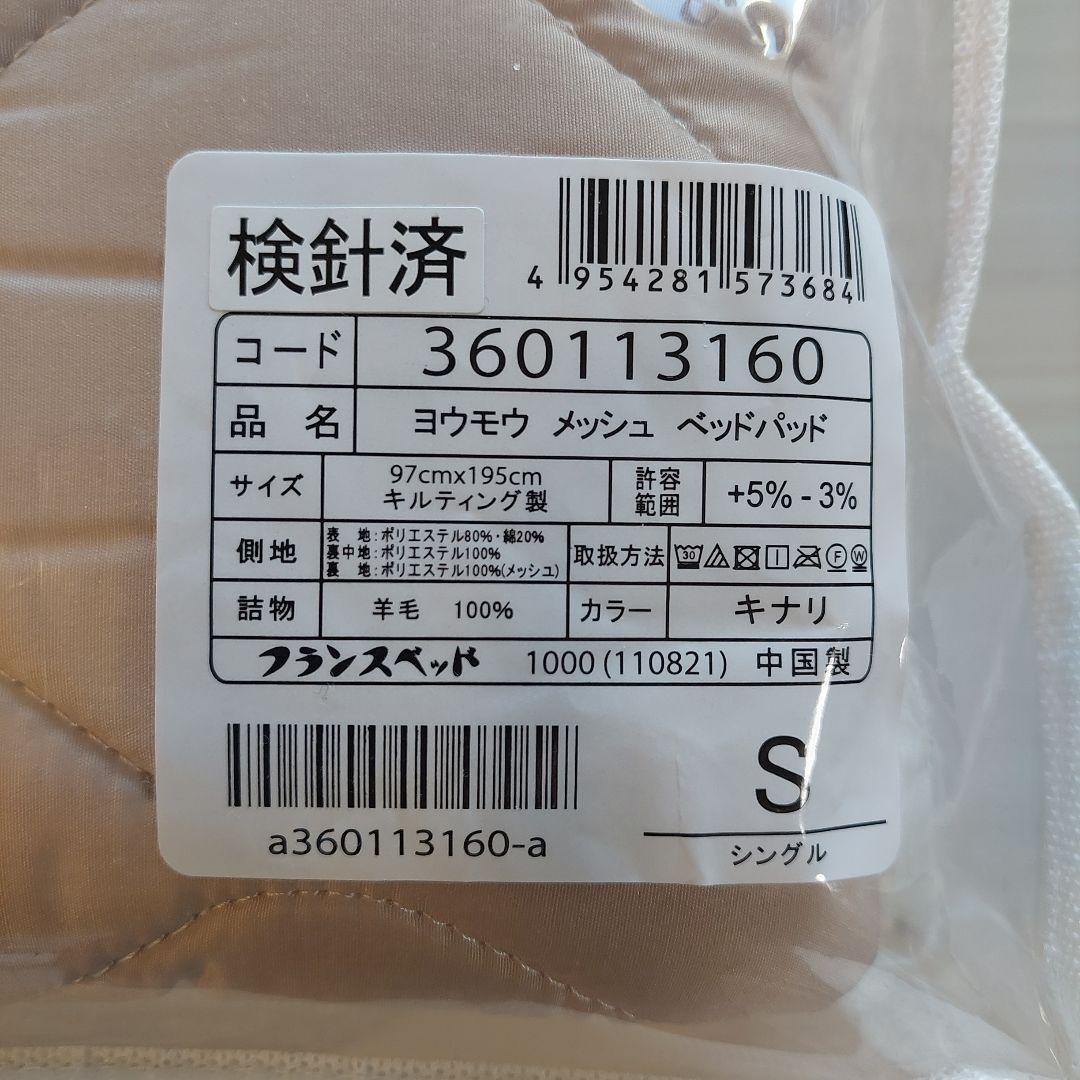 検針済
4 954281 573684
コード 360113160
品 名 ヨウモウ メッシュ ベッドパッド
サイズ 97cmx195cm キルティング製 許容範囲 +5% - 3%
側地 表 地:ポリエステル80%・綿20%
裏中地:ポリエステル100%
裏 地:ポリエステル100%(メッシュ)
取扱方法 30 F W
詰物 羊毛 100% カラー キナリ
フランスベッド 1000 (110821) 中国製
a360113160-a
S
シングル